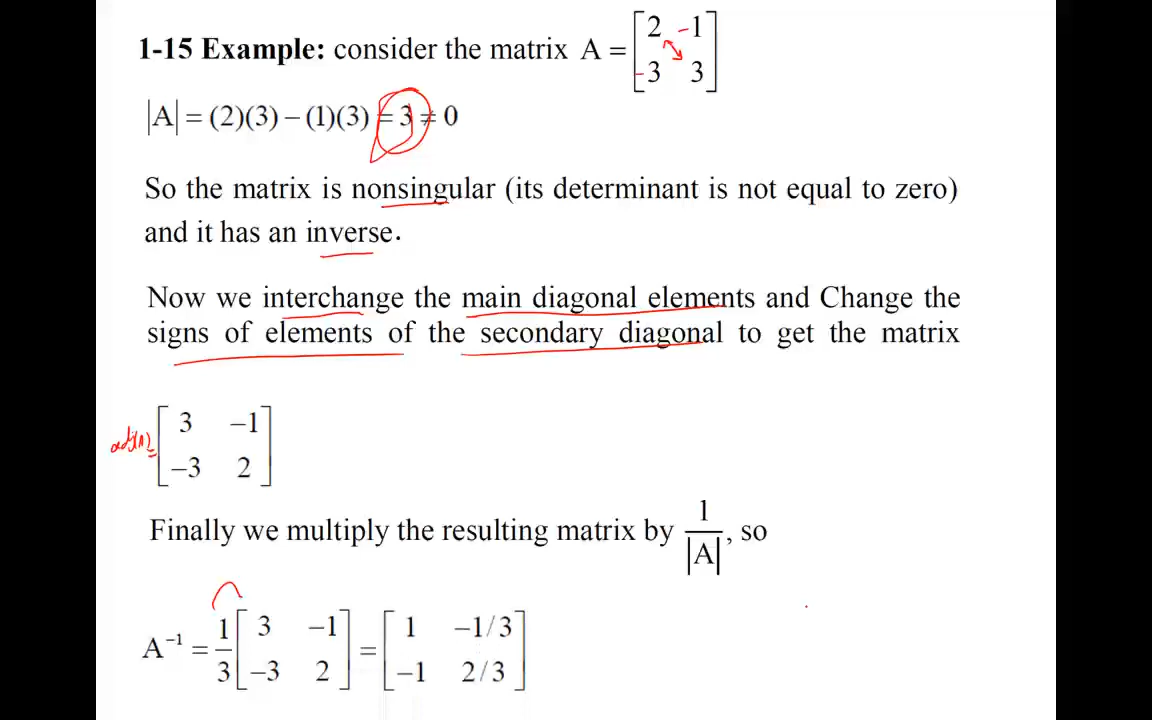 1-15 Example: consider the matrix A = [2 -1
-3 3]
|A| = (2)(3) − (1)(3) = 3 ≠ 0
So the matrix is nonsingular (its determinant is not equal to zero)
and it has an inverse.
Now we interchange the main diagonal elements and Change the
signs of elements of the secondary diagonal to get the matrix
[3 −1
adj(A)= −3 2]
Finally we multiply the resulting matrix by 1/|A|, so
A⁻¹ = 1/3 [3 −1 = [1 −1/3
−3 2] −1 2/3]